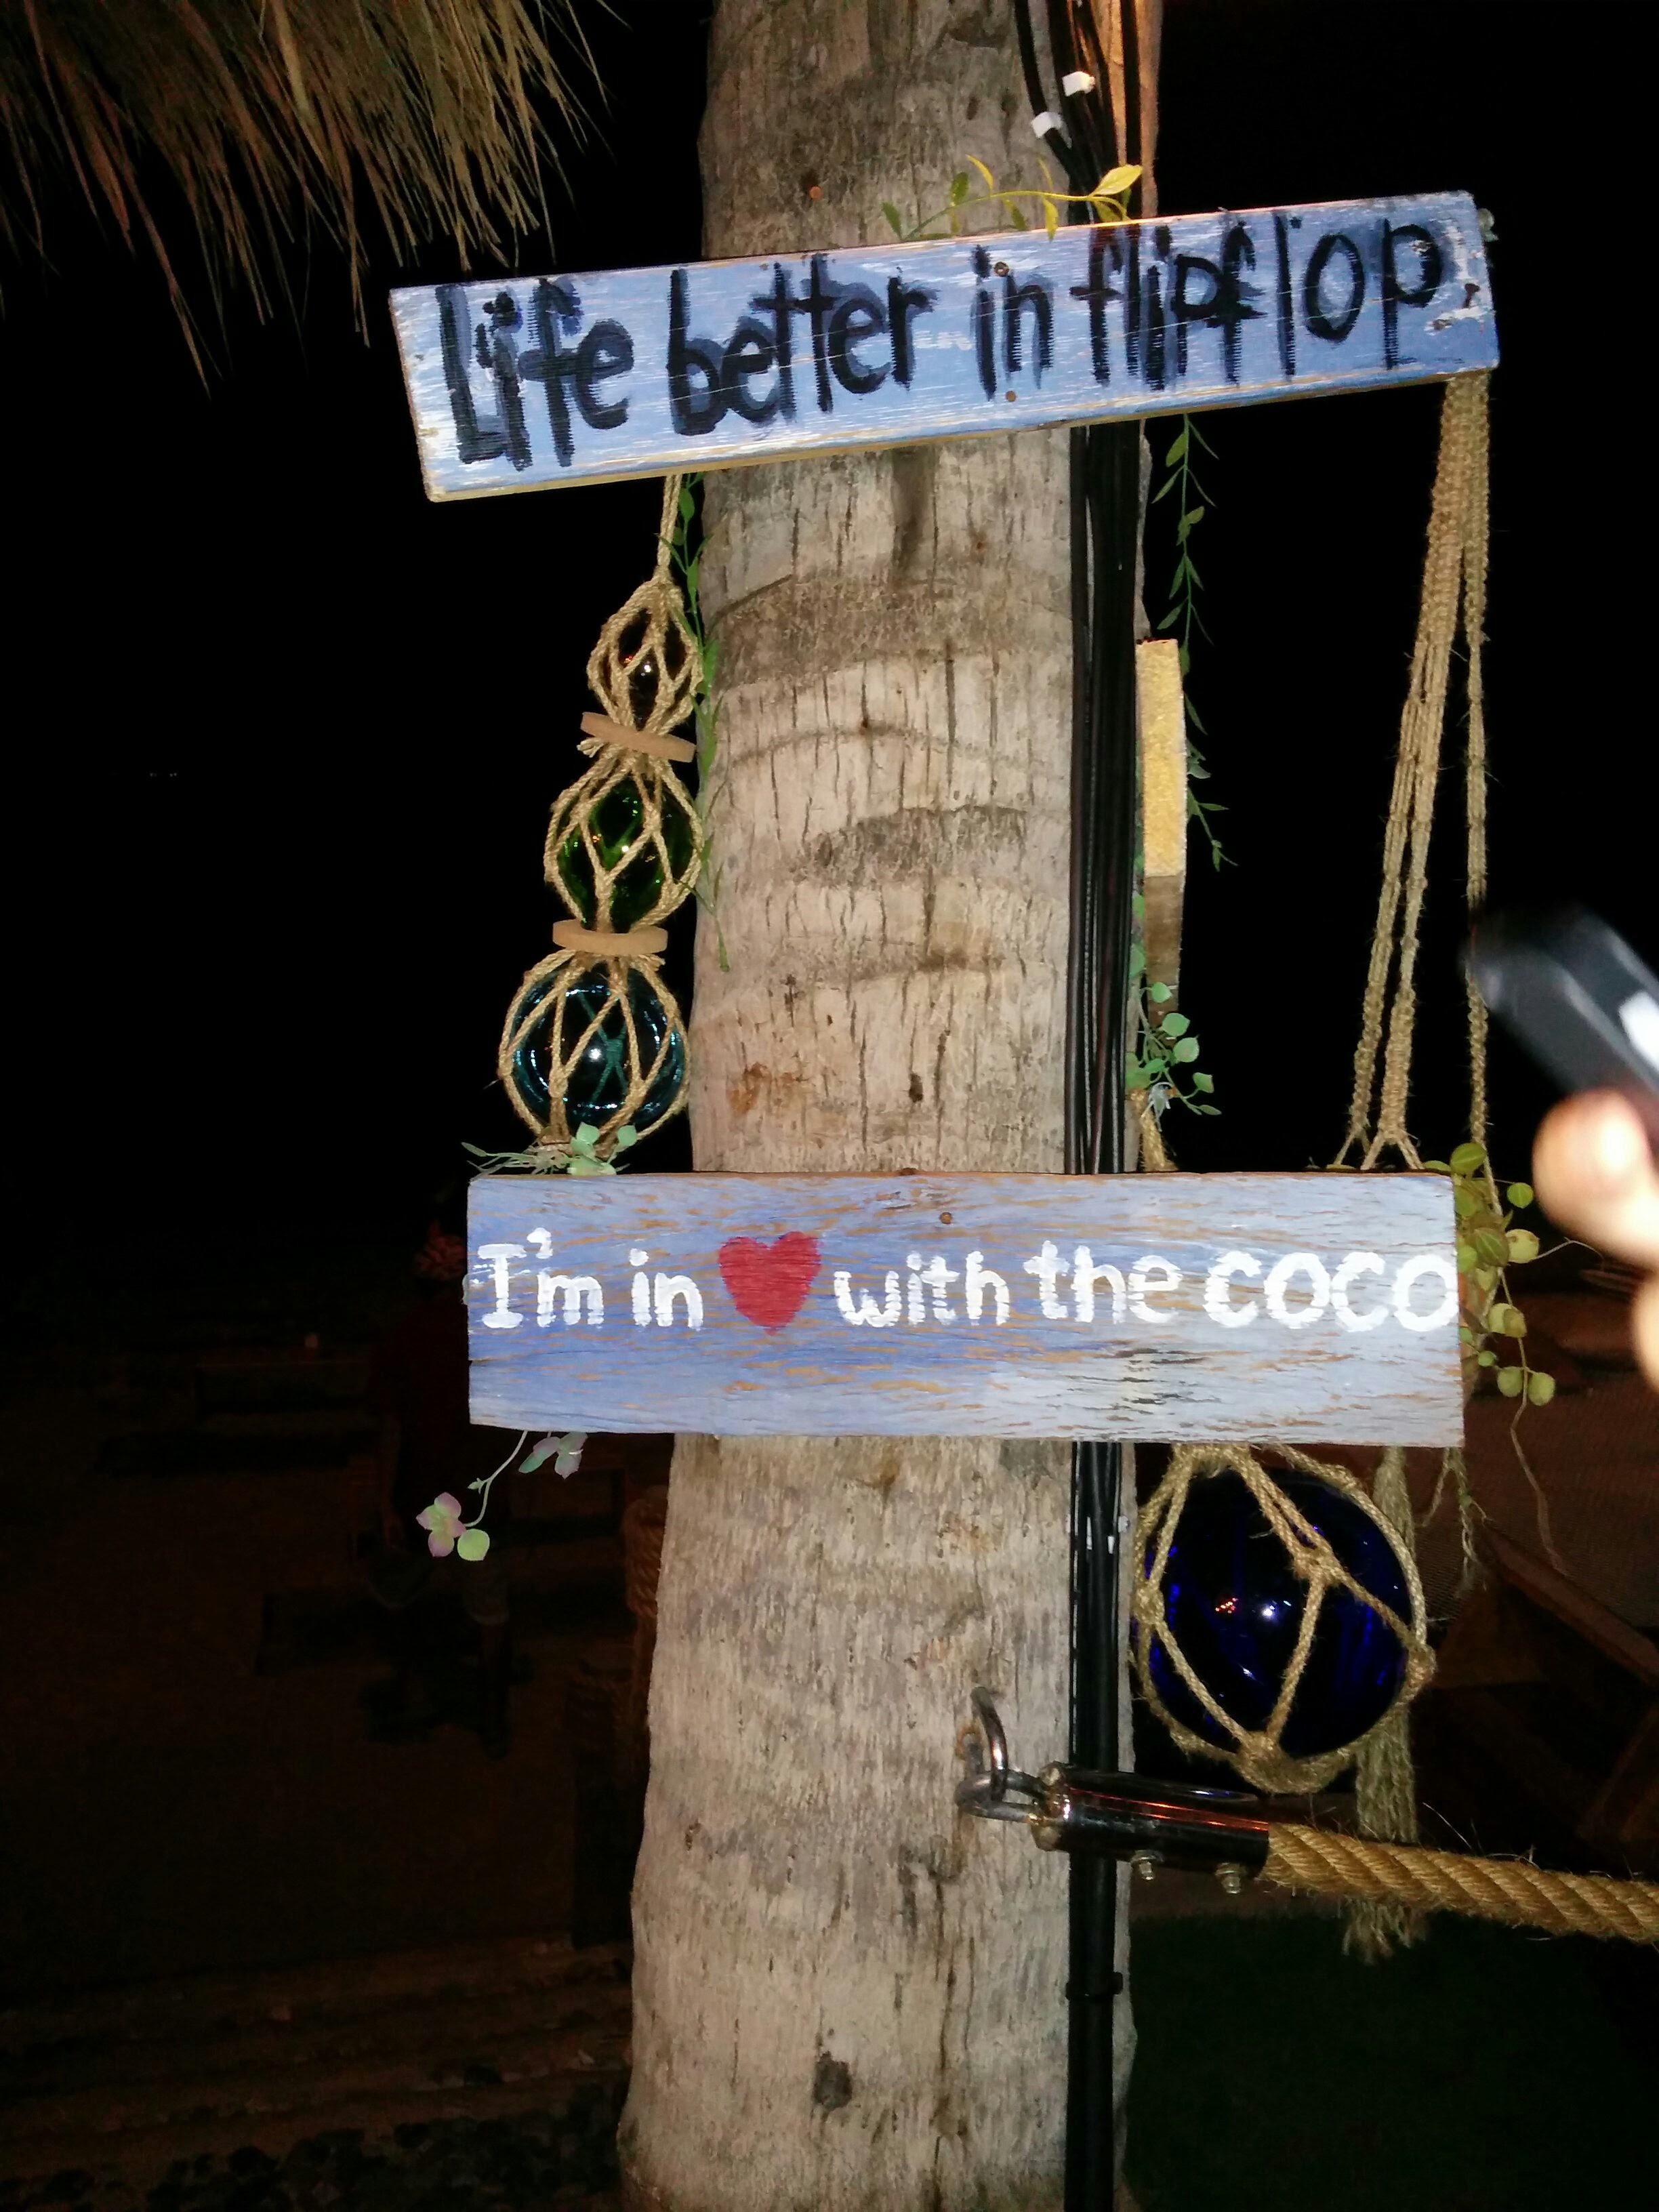 Life better in flipflop.
I'm in ❤ with the coco